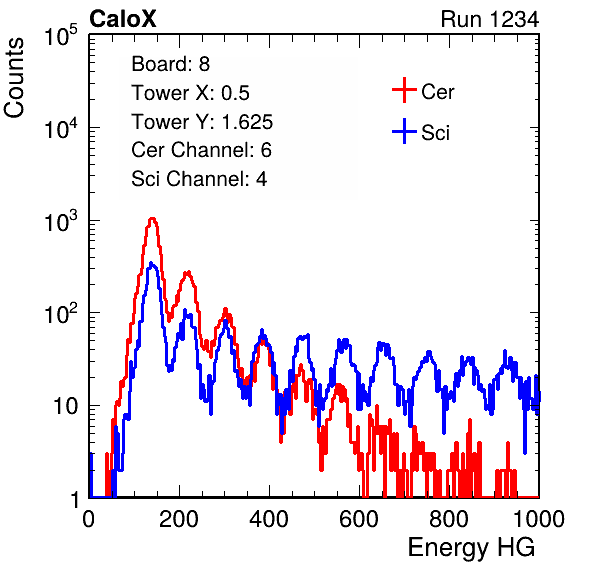 CaloX Run 1234
Counts
10^5
10^4
10^3
10^2
10
1
Board: 8
Tower X: 0.5
Tower Y: 1.625
Cer Channel: 6
Sci Channel: 4
Cer
Sci
0 200 400 600 800 1000
Energy HG